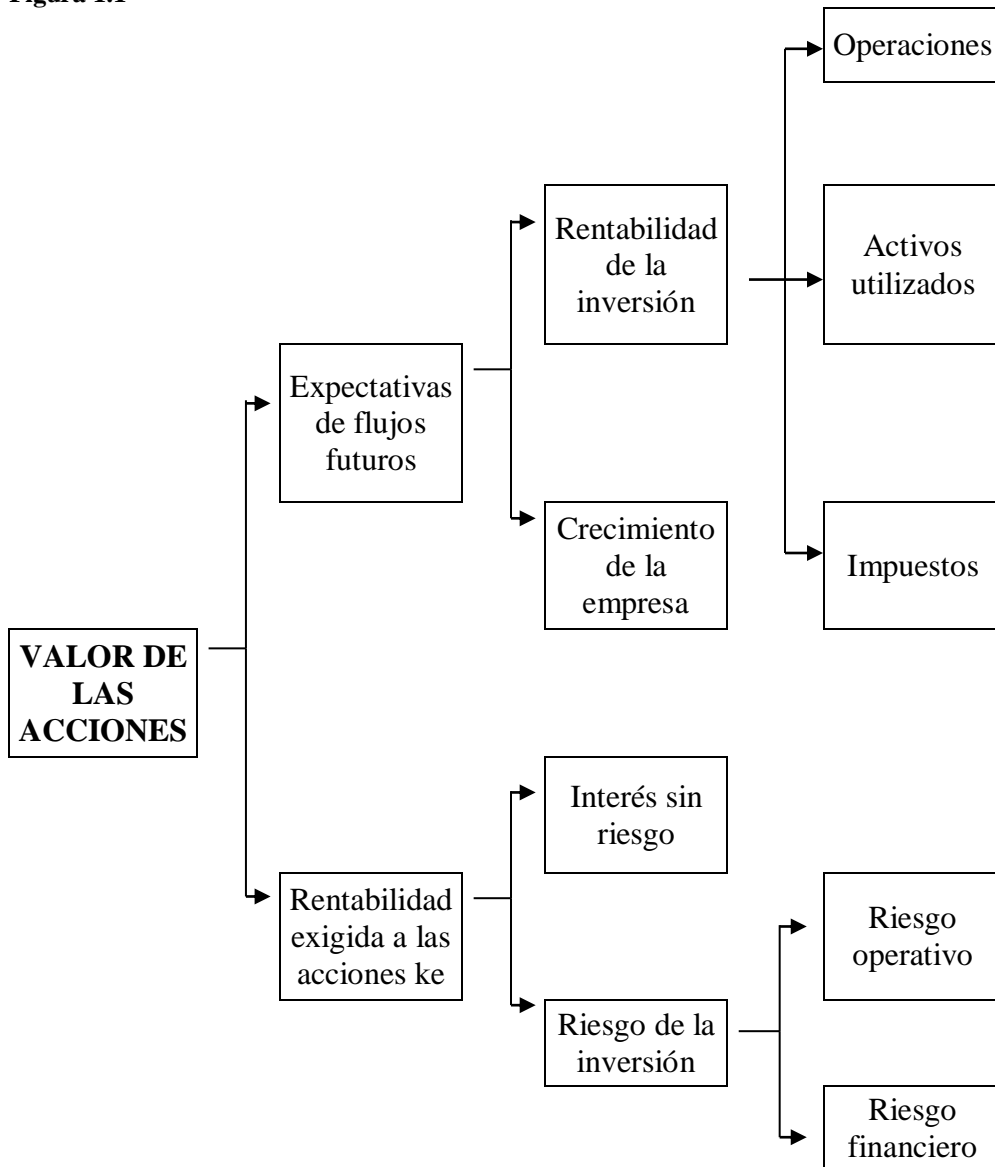 Figura 1.1
Operaciones
Rentabilidad
de la
inversión
Activos
utilizados
Expectativas
de flujos
futuros
Crecimiento
de la
empresa
Impuestos
VALOR DE
LAS
ACCIONES
Interés sin
riesgo
Rentabilidad
exigida a las
acciones ke
Riesgo
operativo
Riesgo de la
inversión
Riesgo
financiero